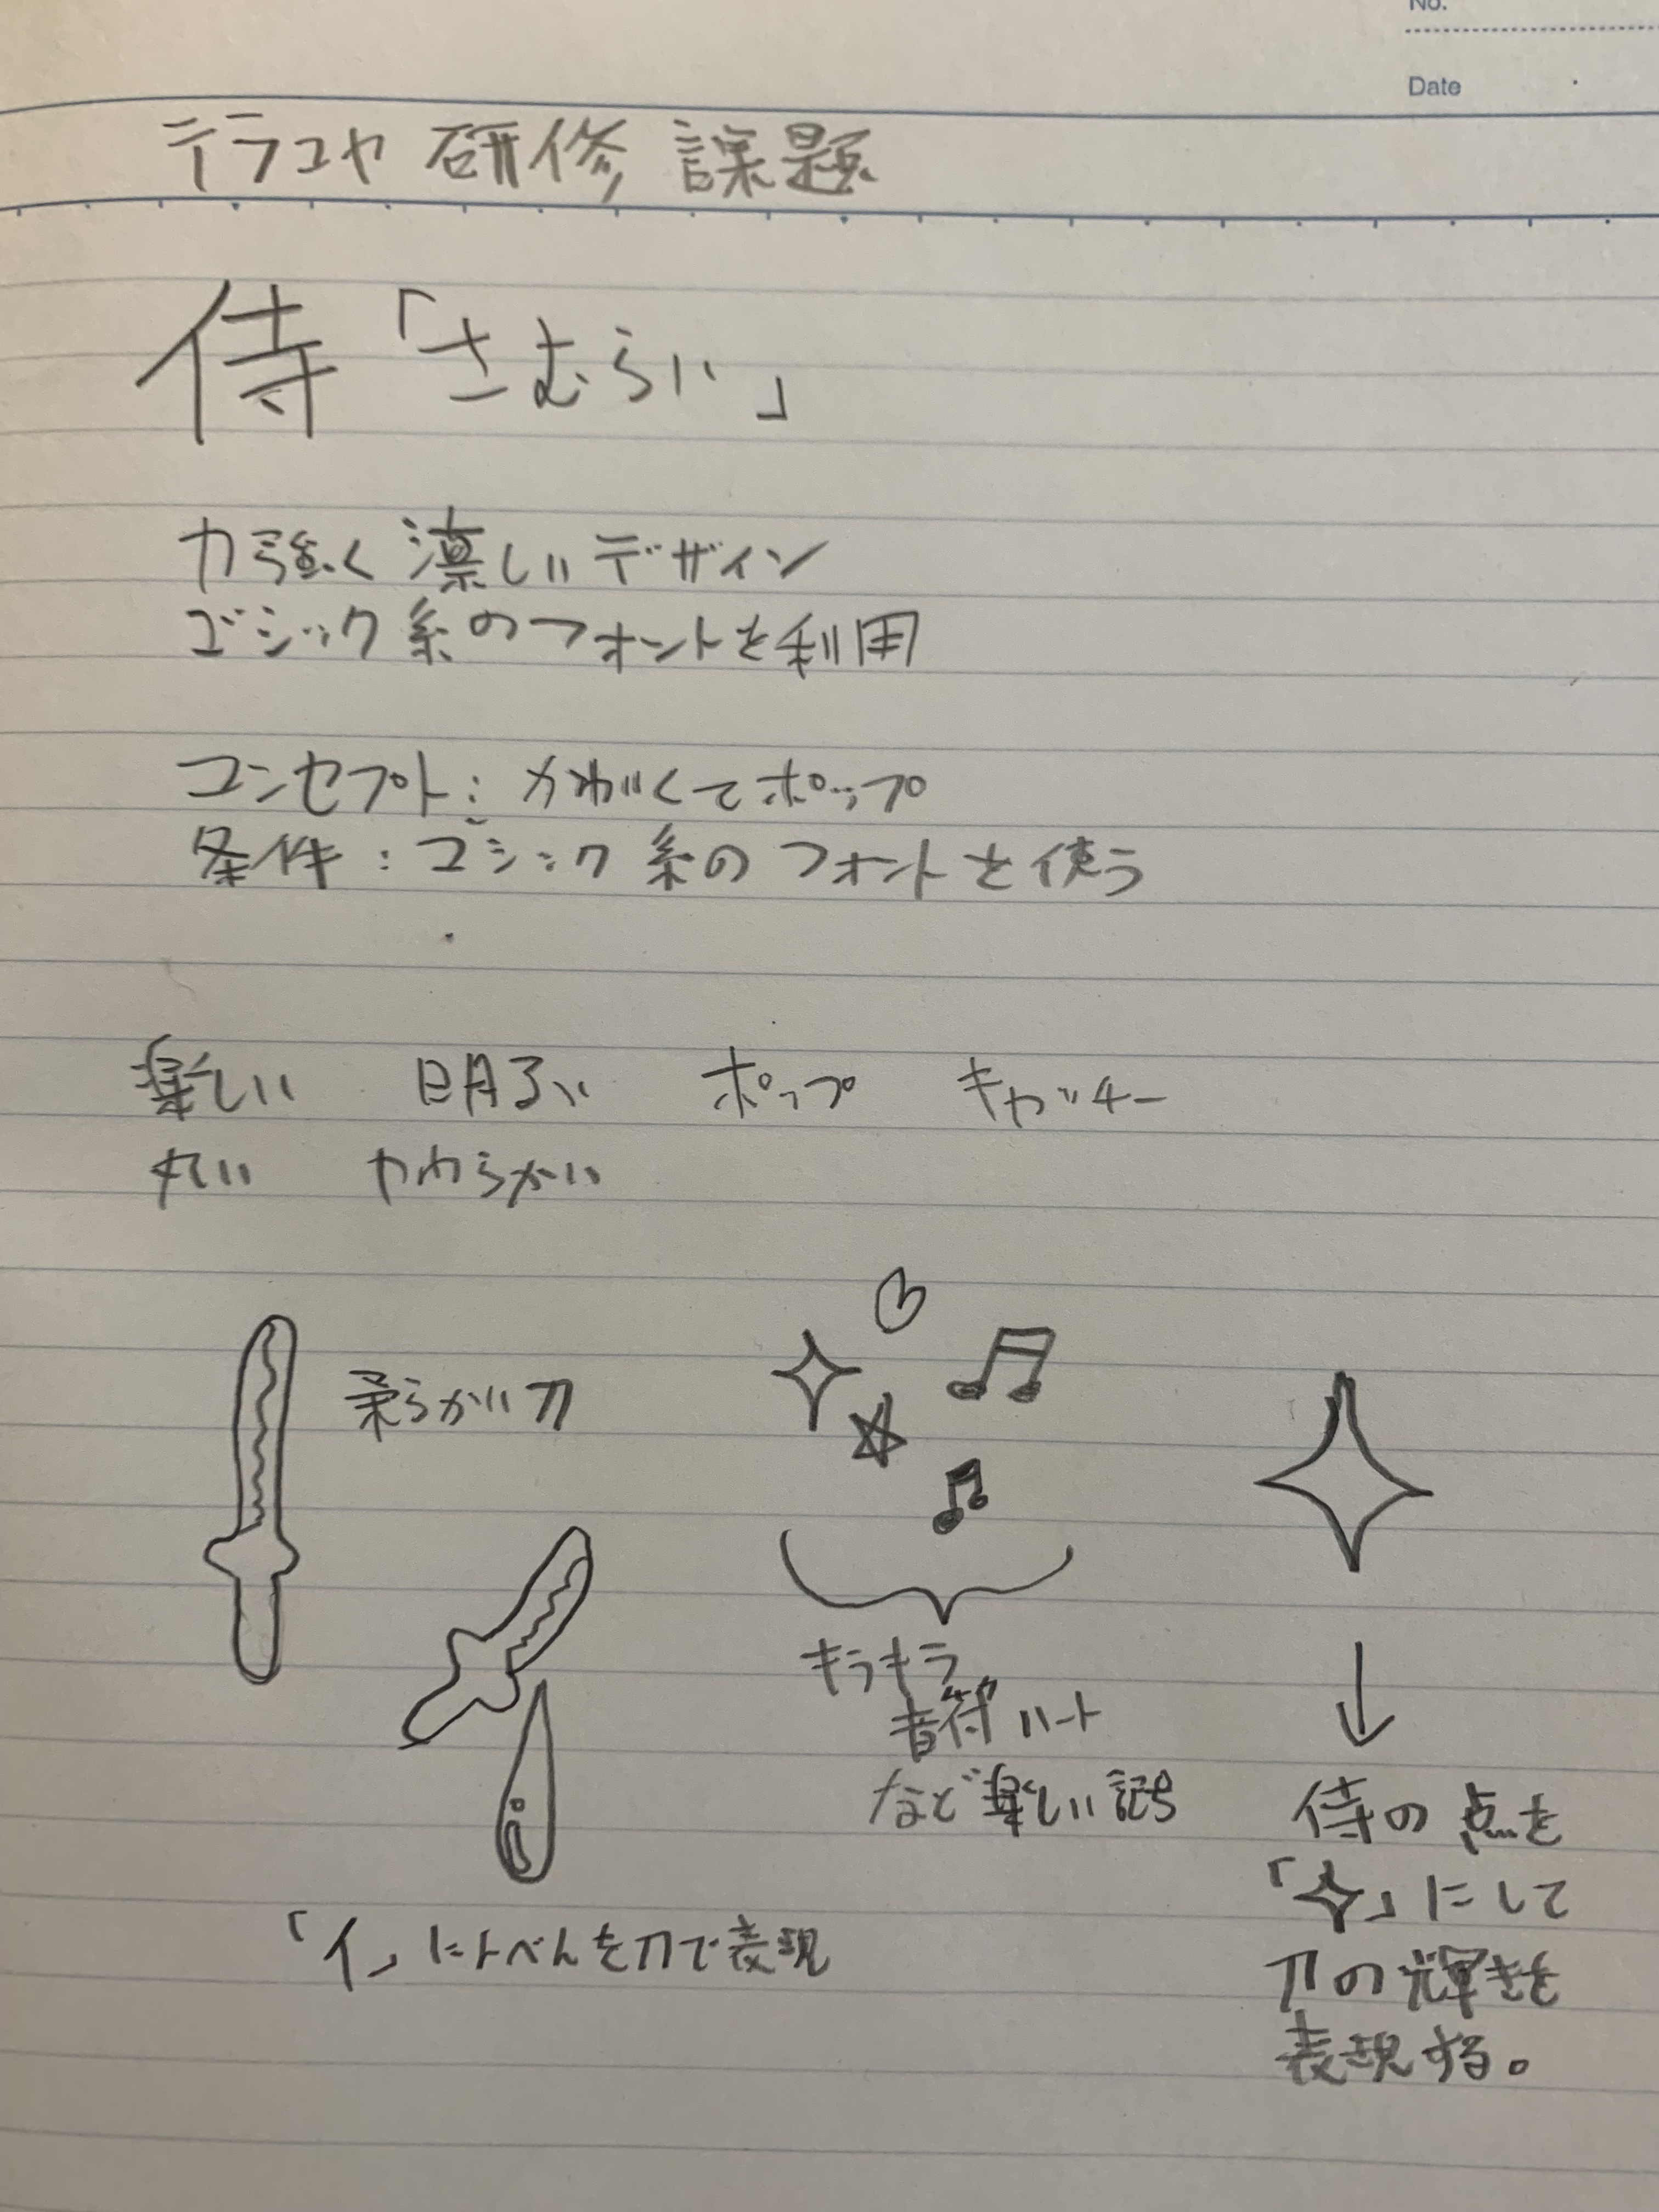 No.
Date
テラコヤ 研修 課題
侍「さむらい」
力強く 凛しいデザイン
ゴシック系のフォントを利用
コンセプト：かわいくてポップ
条件：ゴシック系のフォントを使う
楽しい 明るい ポップ キャッチー
丸い やわらかい
柔らかい刀
キラキラ
音符 ハート
など楽しい記号
「イ」にんべんを刀で表現
侍の点を
「✧」にして
刀の輝きを
表現する。